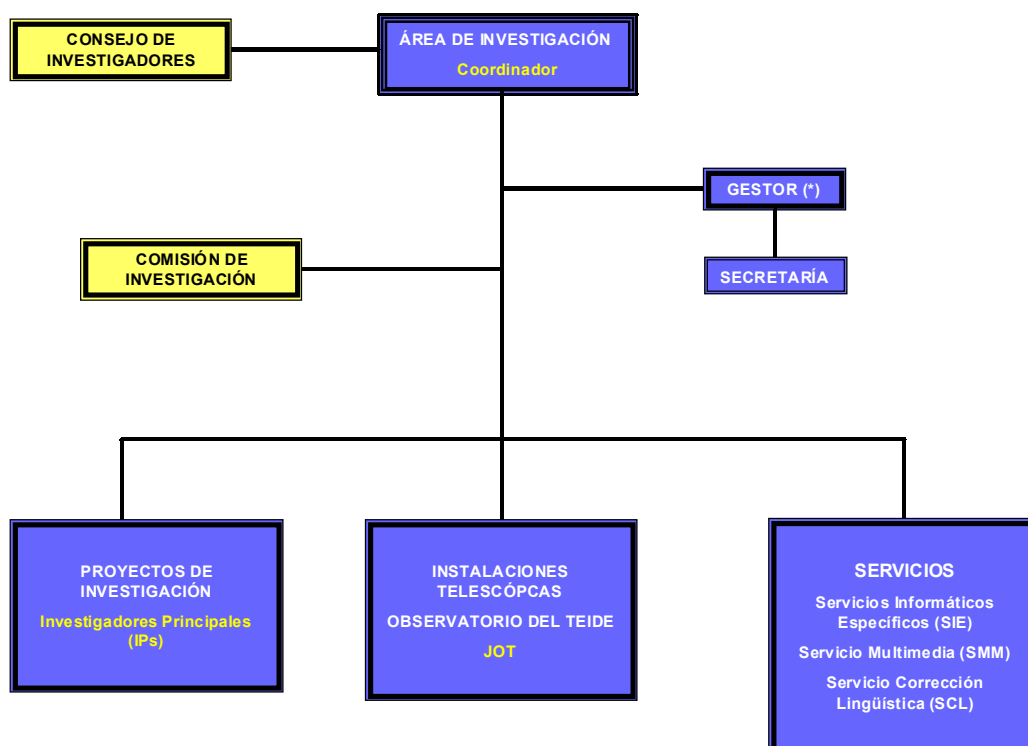 CONSEJO DE
INVESTIGADORES
ÁREA DE INVESTIGACIÓN
Coordinador
GESTOR (*)
COMISIÓN DE
INVESTIGACIÓN
SECRETARÍA
PROYECTOS DE
INVESTIGACIÓN
Investigadores Principales
(IPs)
INSTALACIONES
TELESCÓPCAS
OBSERVATORIO DEL TEIDE
JOT
SERVICIOS
Servicios Informáticos
Específicos (SIE)
Servicio Multimedia (SMM)
Servicio Corrección
Lingüística (SCL)